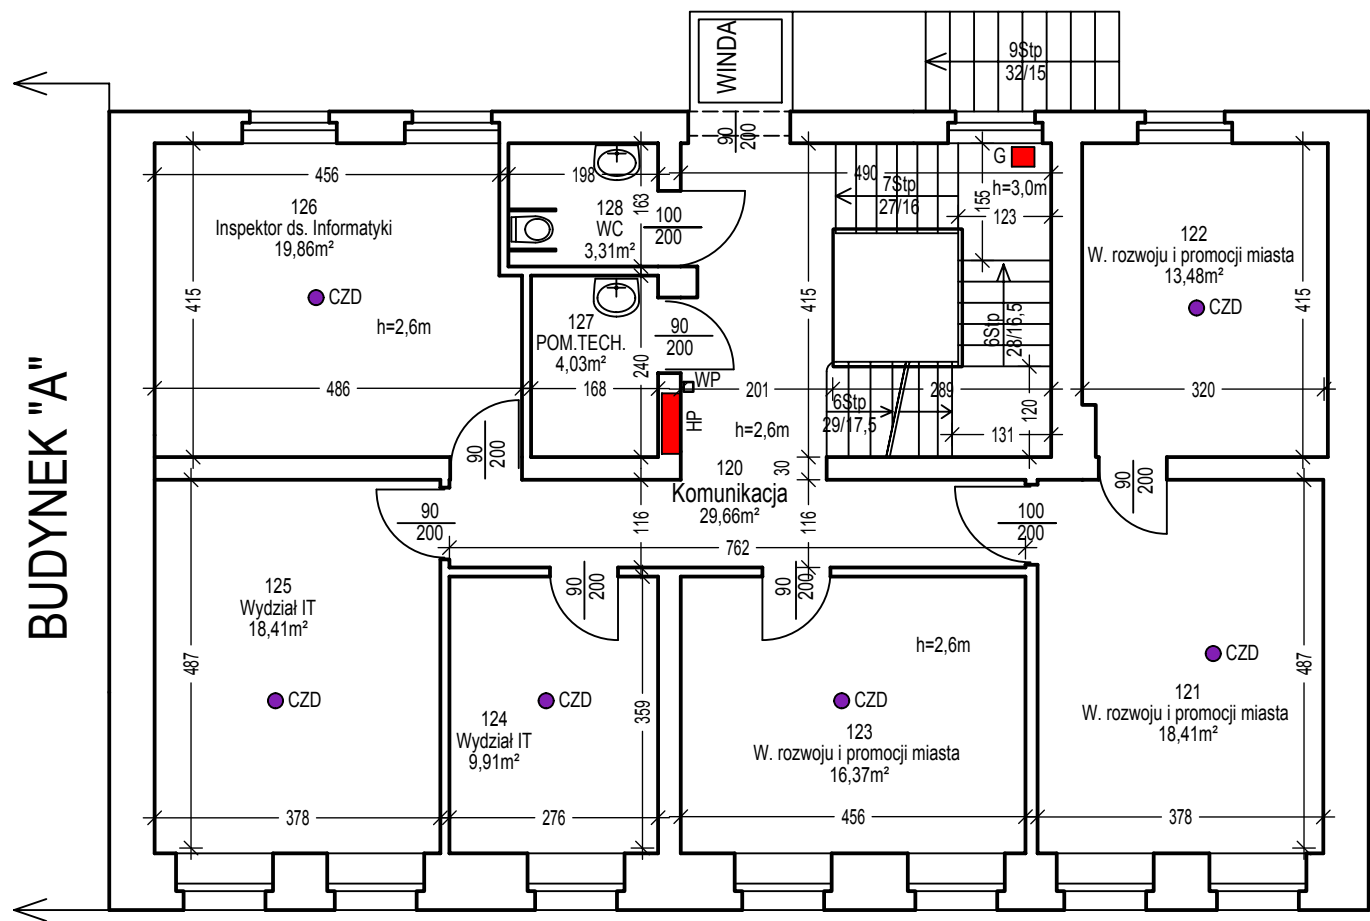 WINDA
9Stp
32/15
90
200
456
198
490
G
7Stp
27/16
h=3,0m
155
123
163
126
Inspektor ds. Informatyki
19,86m²
128
WC
3,31m²
100
200
122
W. rozwoju i promocji miasta
13,48m²
CZD
CZD
415
h=2,6m
415
415
6Stp
28/16,5
127
POM.TECH.
4,03m²
90
200
240
BUDYNEK "A"
486
168
WP
201
289
320
HP
6Stp
29/17,5
120
h=2,6m
131
90
200
30
120
Komunikacja
29,66m²
90
200
90
200
116
116
100
200
762
90
200
90
200
125
Wydział IT
18,41m²
h=2,6m
487
CZD
487
CZD
CZD
CZD
124
Wydział IT
9,91m²
359
123
W. rozwoju i promocji miasta
16,37m²
121
W. rozwoju i promocji miasta
18,41m²
378
276
456
378